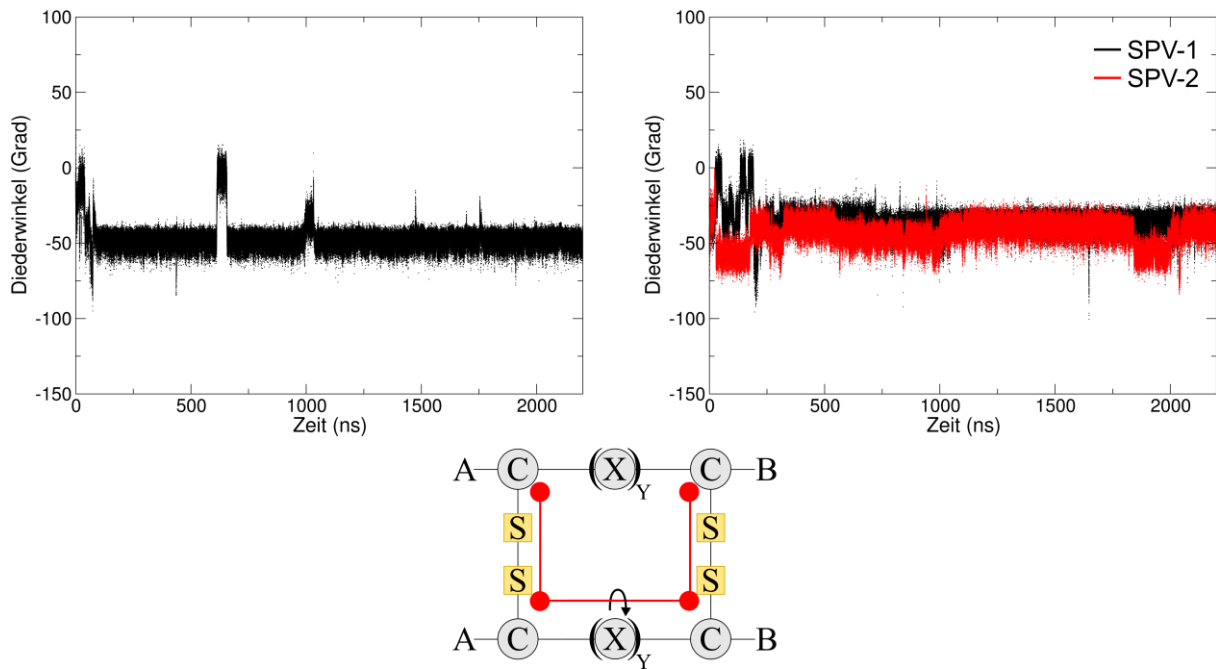 100
50
0
-50
-100
-150
Diederwinkel (Grad)
0
500
1000
1500
2000
Zeit (ns)
100
50
0
-50
-100
-150
Diederwinkel (Grad)
0
500
1000
1500
2000
Zeit (ns)
SPV-1
SPV-2
A C (X)Y C B
S S
S S
A C (X)Y C B